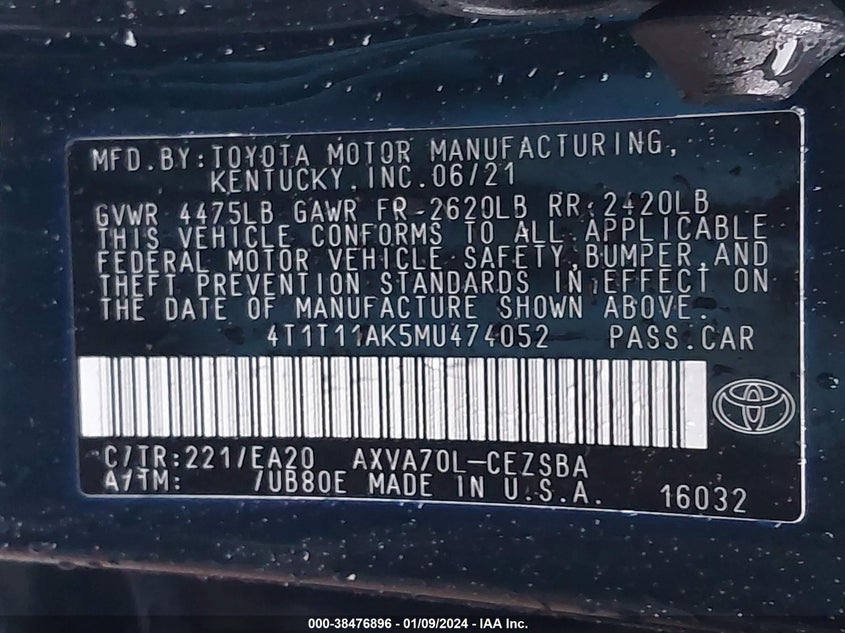 MFD.BY:TOYOTA MOTOR MANUFACTURING,
KENTUCKY,INC.06/21
GVWR 4475LB GAWR FR 2620LB RR 2420LB
THIS VEHICLE CONFORMS TO ALL APPLICABLE
FEDERAL MOTOR VEHICLE SAFETY,BUMPER,AND
THEFT PREVENTION STANDARDS IN EFFECT ON
THE DATE OF MANUFACTURE SHOWN ABOVE.
4T1T11AK5MU474052 PASS.CAR
C/TR:221/EA20 AXVA70L-CEZSBA
A/TM: /UB80E MADE IN U.S.A. 16032
000-38476896 - 01/09/2024 - IAA Inc.